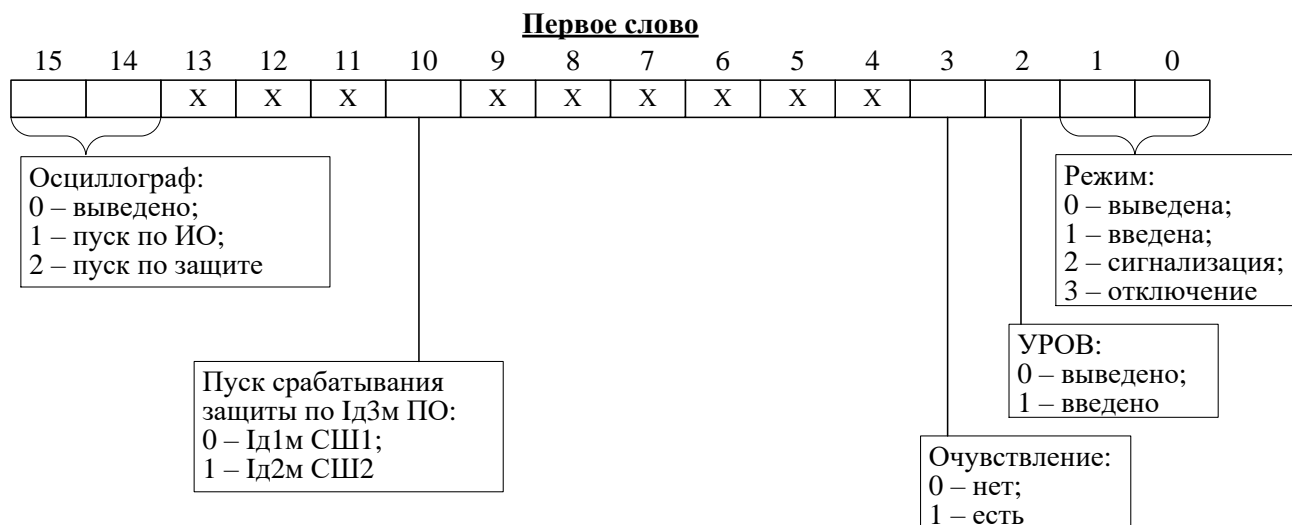 Первое слово
15 14 13 12 11 10 9 8 7 6 5 4 3 2 1 0
X X X X X X X X X
Осциллограф:
0 – выведено;
1 – пуск по ИО;
2 – пуск по защите
Режим:
0 – выведена;
1 – введена;
2 – сигнализация;
3 – отключение
Пуск срабатывания
защиты по Iд3м ПО:
0 – Iд1м СШ1;
1 – Iд2м СШ2
УРОВ:
0 – выведено;
1 – введено
Очувствление:
0 – нет;
1 – есть